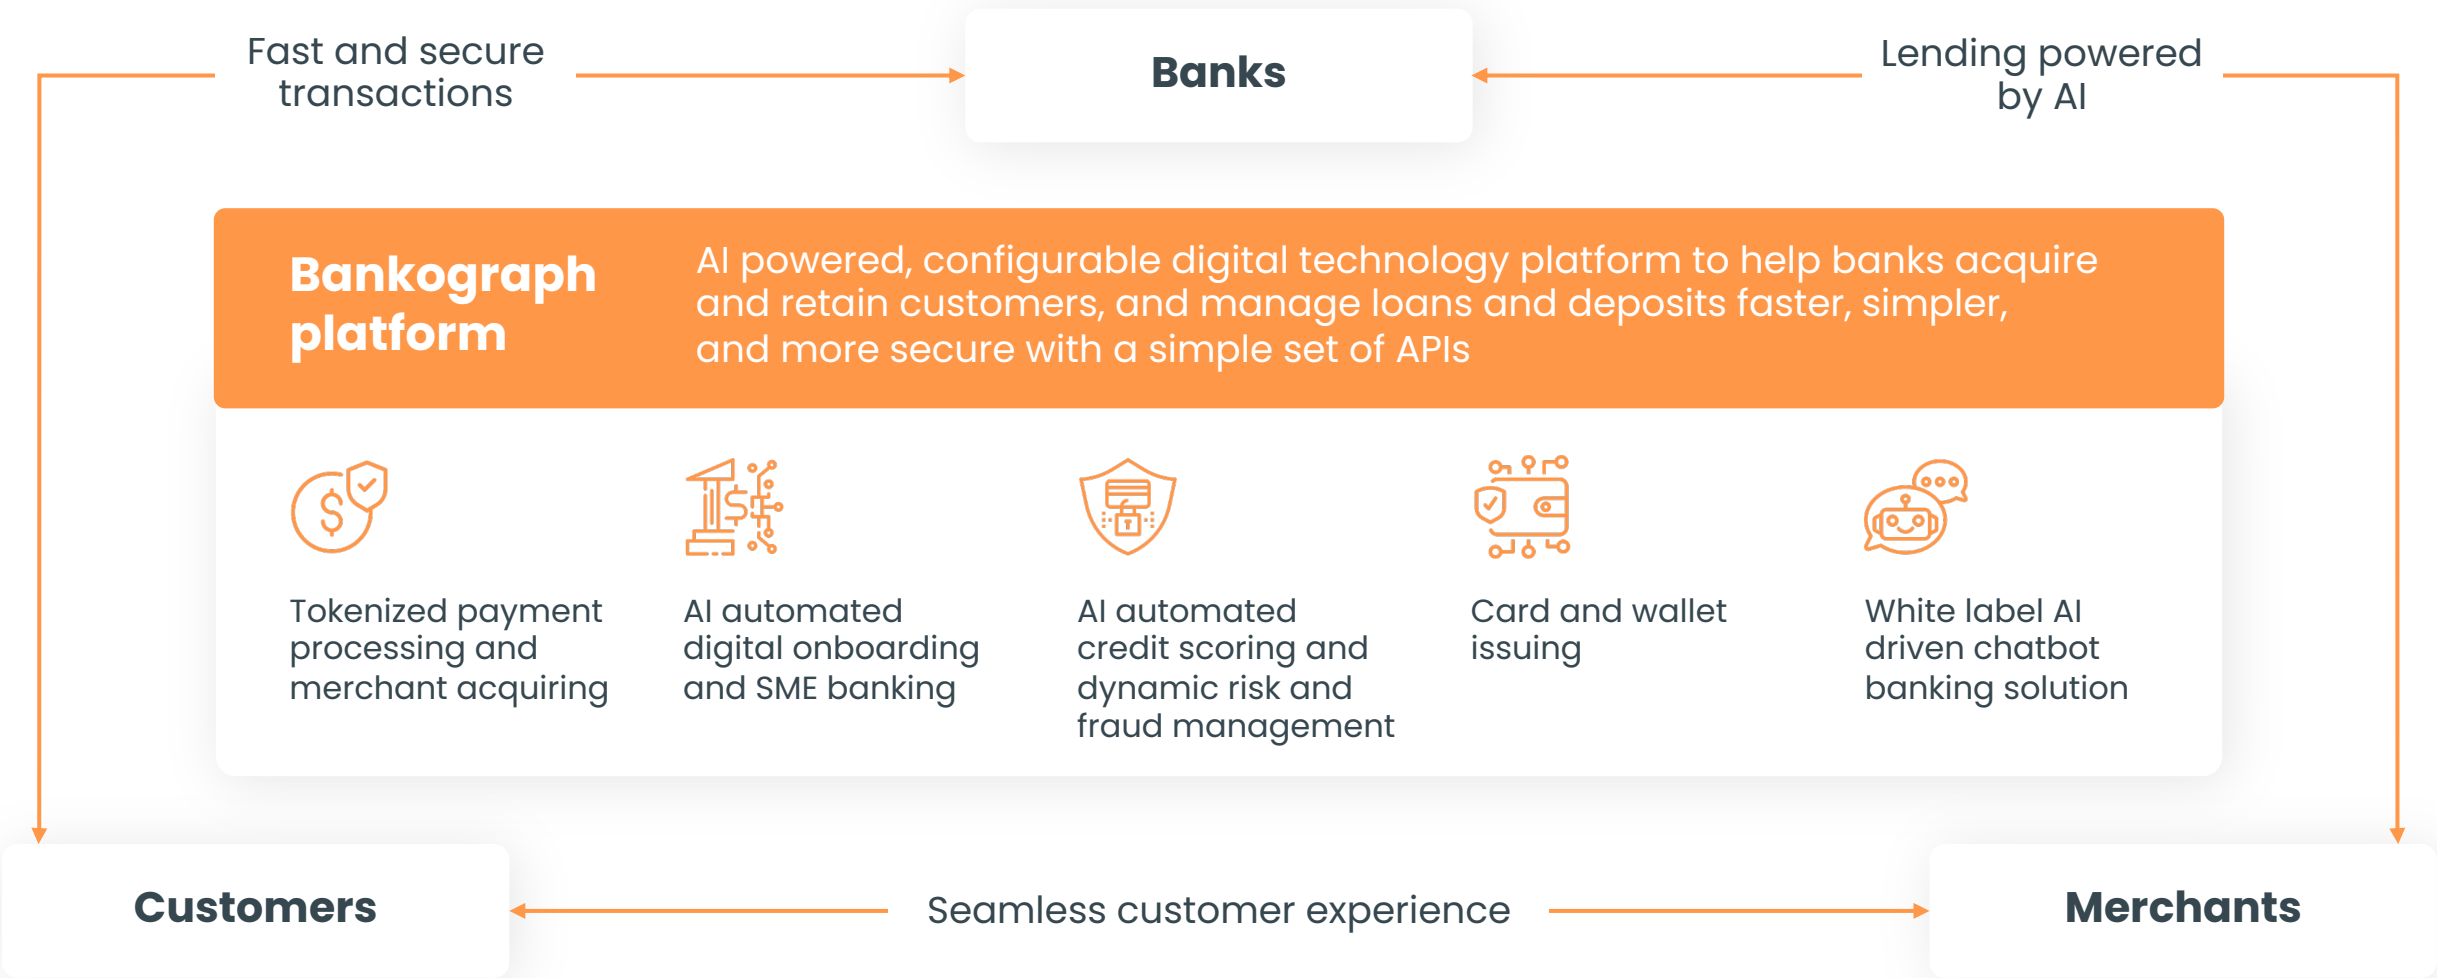 Fast and secure
transactions
Banks
Lending powered
by AI
Bankograph
platform
AI powered, configurable digital technology platform to help banks acquire
and retain customers, and manage loans and deposits faster, simpler,
and more secure with a simple set of APIs
Tokenized payment
processing and
merchant acquiring
AI automated
digital onboarding
and SME banking
AI automated
credit scoring and
dynamic risk and
fraud management
Card and wallet
issuing
White label AI
driven chatbot
banking solution
Customers
Seamless customer experience
Merchants